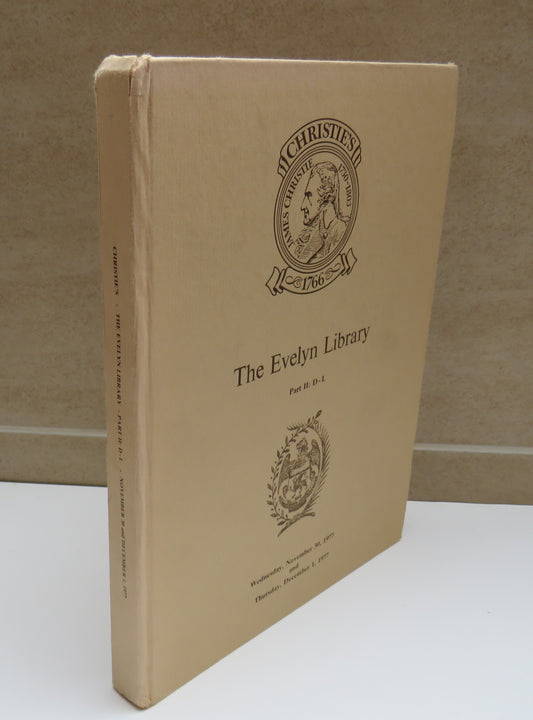 CHRISTIE'S
JAMES CHRISTIE 1730-1803
1766
The Evelyn Library
Part II: D-L
Wednesday, November 30, 1977
and
Thursday, December 1, 1977
CHRISTIE'S - THE EVELYN LIBRARY - PART II: D-L - NOVEMBER 30 and DECEMBER 1, 1977